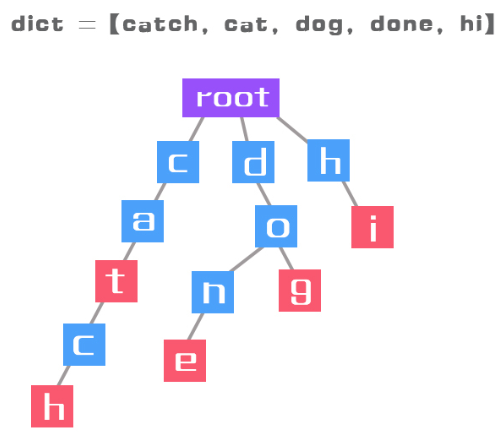 dict = 【catch, cat, dog, done, hi】
root
c d h
a o i
t n g
c e
h